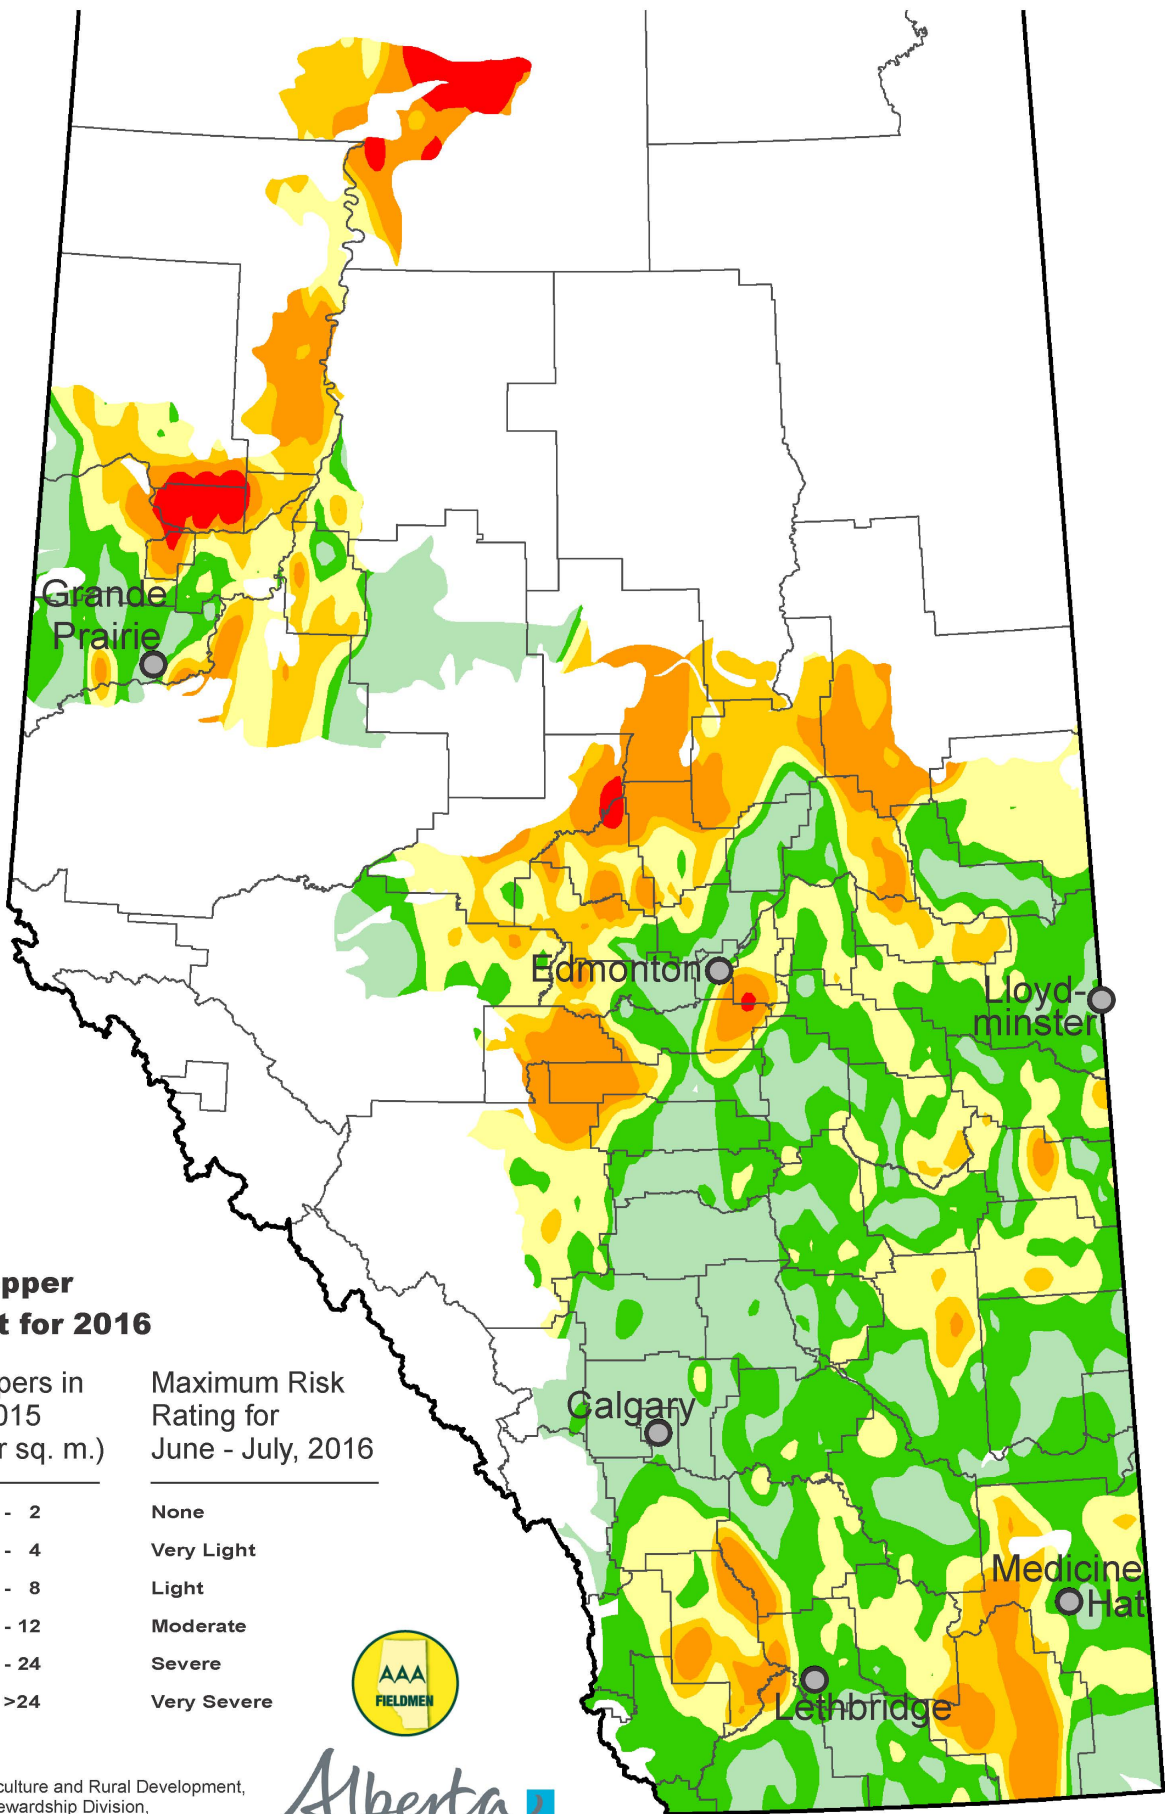 Grande
Prairie
Edmonton
Lloyd-
minster
Calgary
Medicine
Hat
Lethbridge
pper
t for 2016
pers in
015
r sq. m.)
Maximum Risk
Rating for
June - July, 2016
- 2 None
- 4 Very Light
- 8 Light
- 12 Moderate
- 24 Severe
>24 Very Severe
AAA
FIELDMEN
culture and Rural Development,
ewardship Division,
Alberta